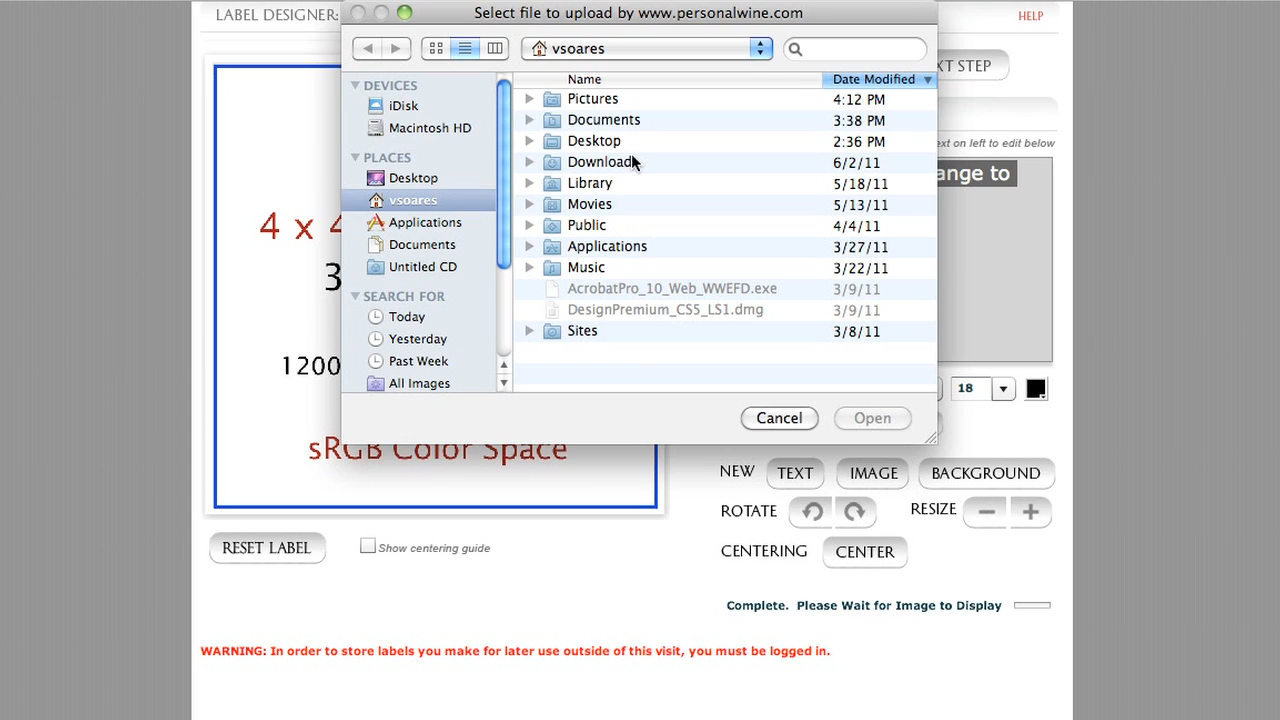 LABEL DESIGNER:
Select file to upload by www.personalwine.com
HELP
vsoares
XT STEP
Name
Date Modified
DEVICES
iDisk
Macintosh HD
PLACES
Desktop
vsoares
Applications
Documents
Untitled CD
SEARCH FOR
Today
Yesterday
Past Week
All Images
Pictures 4:12 PM
Documents 3:38 PM
Desktop 2:36 PM
Download 6/2/11
Library 5/18/11
Movies 5/13/11
Public 4/4/11
Applications 3/27/11
Music 3/22/11
AcrobatPro_10_Web_WWEFD.exe 3/9/11
DesignPremium_CS5_LS1.dmg 3/9/11
Sites 3/8/11
Cancel
Open
ext on left to edit below
ange to
18
4 x 4
3
1200
sRGB Color Space
NEW TEXT IMAGE BACKGROUND
ROTATE RESIZE
CENTERING CENTER
RESET LABEL
Show centering guide
Complete. Please Wait for Image to Display
WARNING: In order to store labels you make for later use outside of this visit, you must be logged in.